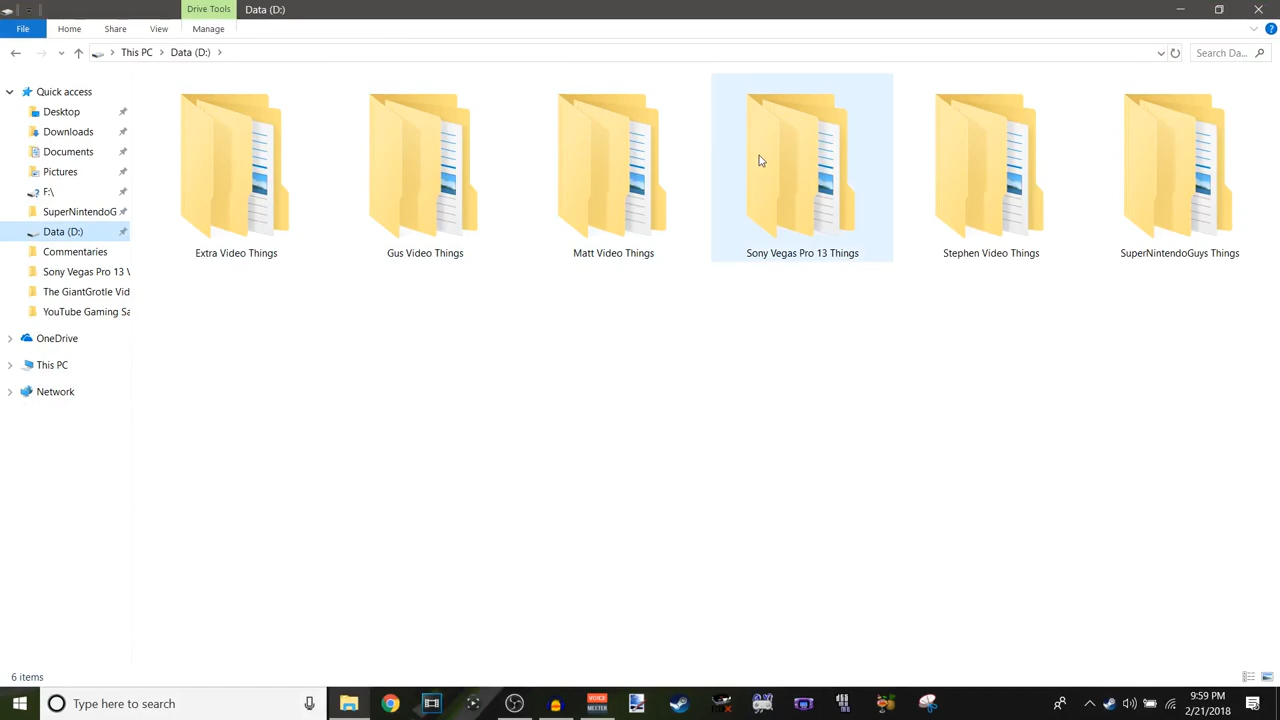 Drive Tools
Data (D:)
File
Home
Share
View
Manage
This PC
Data (D:)
Search Da...
Quick access
Desktop
Downloads
Documents
Pictures
F:\
SuperNintendoG
Data (D:)
Commentaries
Sony Vegas Pro 13 V
The GiantGrotle Vid
YouTube Gaming Sa
OneDrive
This PC
Network
Extra Video Things
Gus Video Things
Matt Video Things
Sony Vegas Pro 13 Things
Stephen Video Things
SuperNintendoGuys Things
6 items
Type here to search
VOICE
MEETER
9:59 PM
2/21/2018